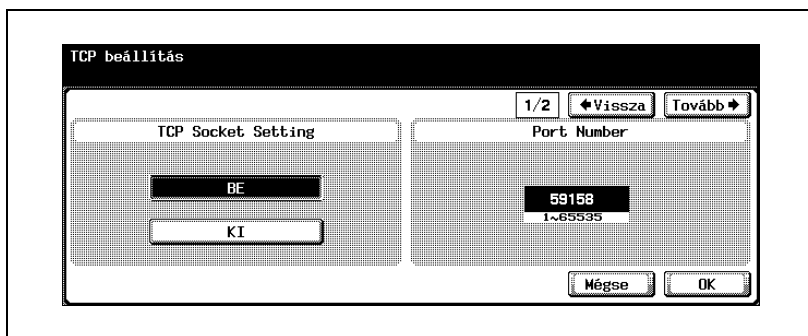 TCP beállítás
1/2 Vissza Tovább
TCP Socket Setting Port Number
BE 59158
1~65535
KI
Mégse OK